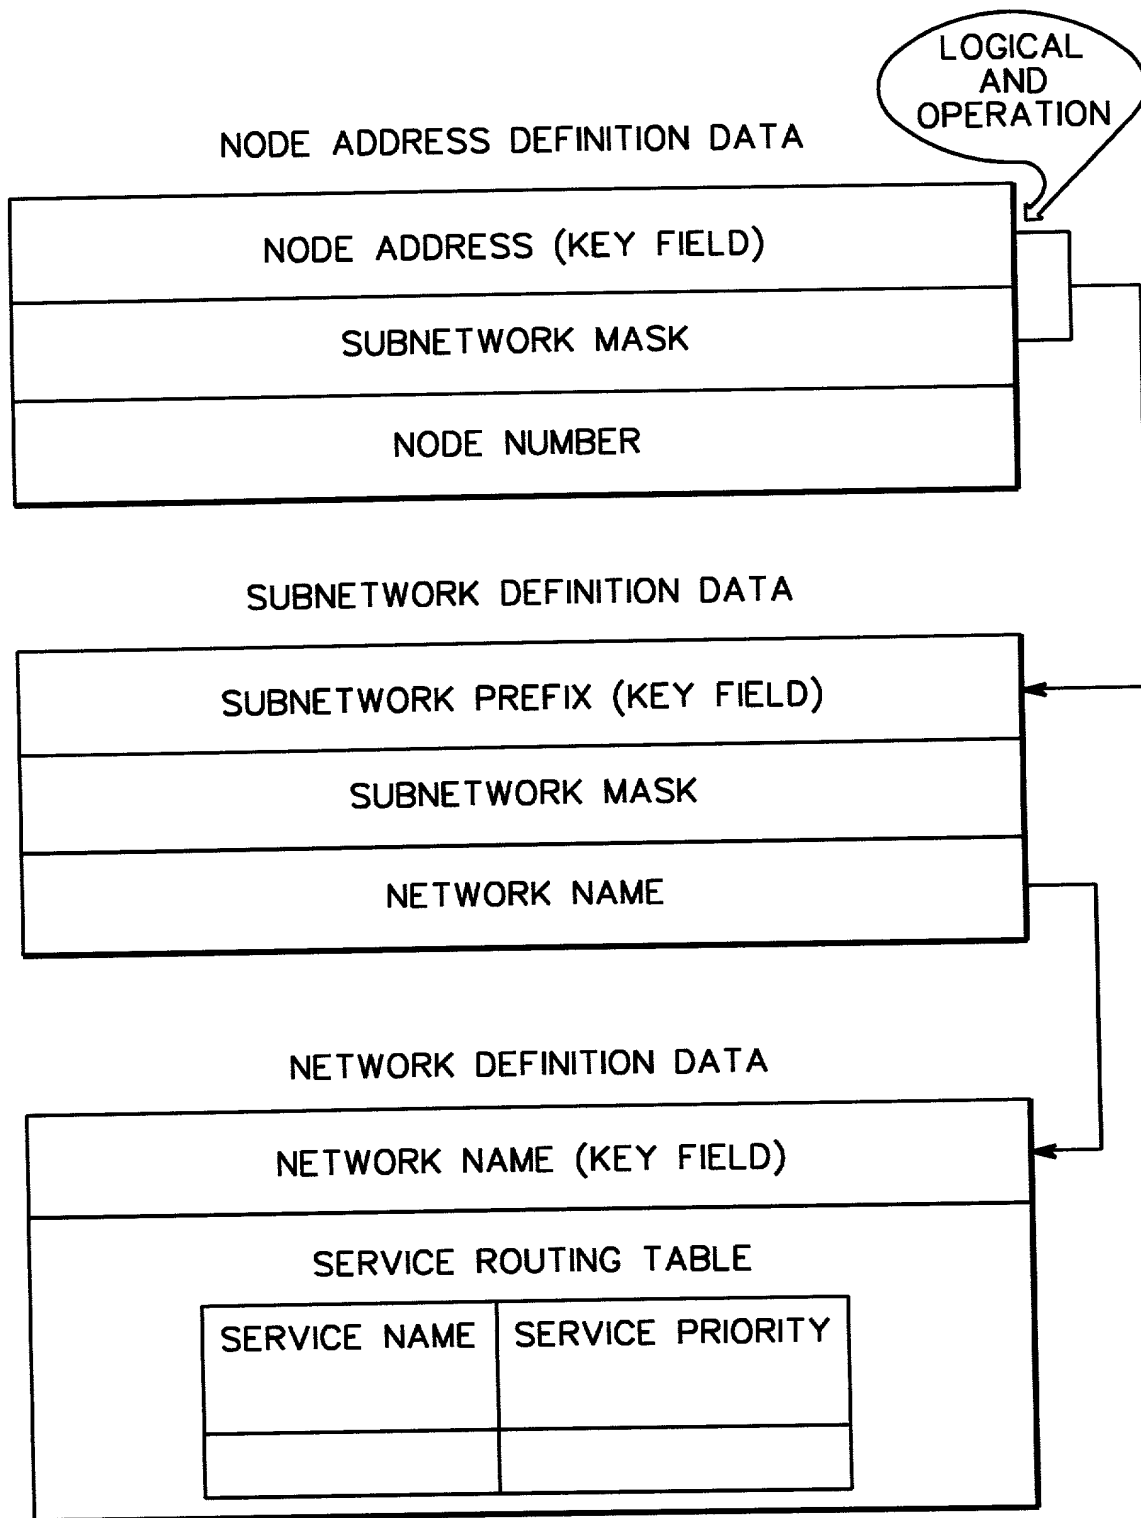 LOGICAL
AND
OPERATION
NODE ADDRESS DEFINITION DATA
NODE ADDRESS (KEY FIELD)
SUBNETWORK MASK
NODE NUMBER
SUBNETWORK DEFINITION DATA
SUBNETWORK PREFIX (KEY FIELD)
SUBNETWORK MASK
NETWORK NAME
NETWORK DEFINITION DATA
NETWORK NAME (KEY FIELD)
SERVICE ROUTING TABLE
SERVICE NAME SERVICE PRIORITY